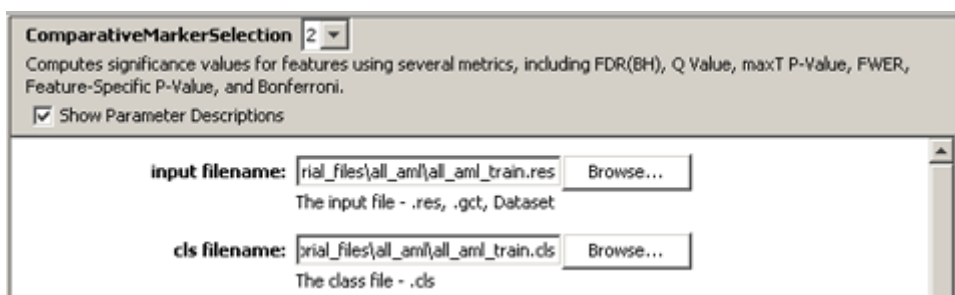 ComparativeMarkerSelection 2
Computes significance values for features using several metrics, including FDR(BH), Q Value, maxT P-Value, FWER,
Feature-Specific P-Value, and Bonferroni.
Show Parameter Descriptions
input filename: rial_files\all_aml\all_aml_train.res Browse...
The input file - .res, .gct, Dataset
cls filename: orial_files\all_aml\all_aml_train.cls Browse...
The class file - .cls